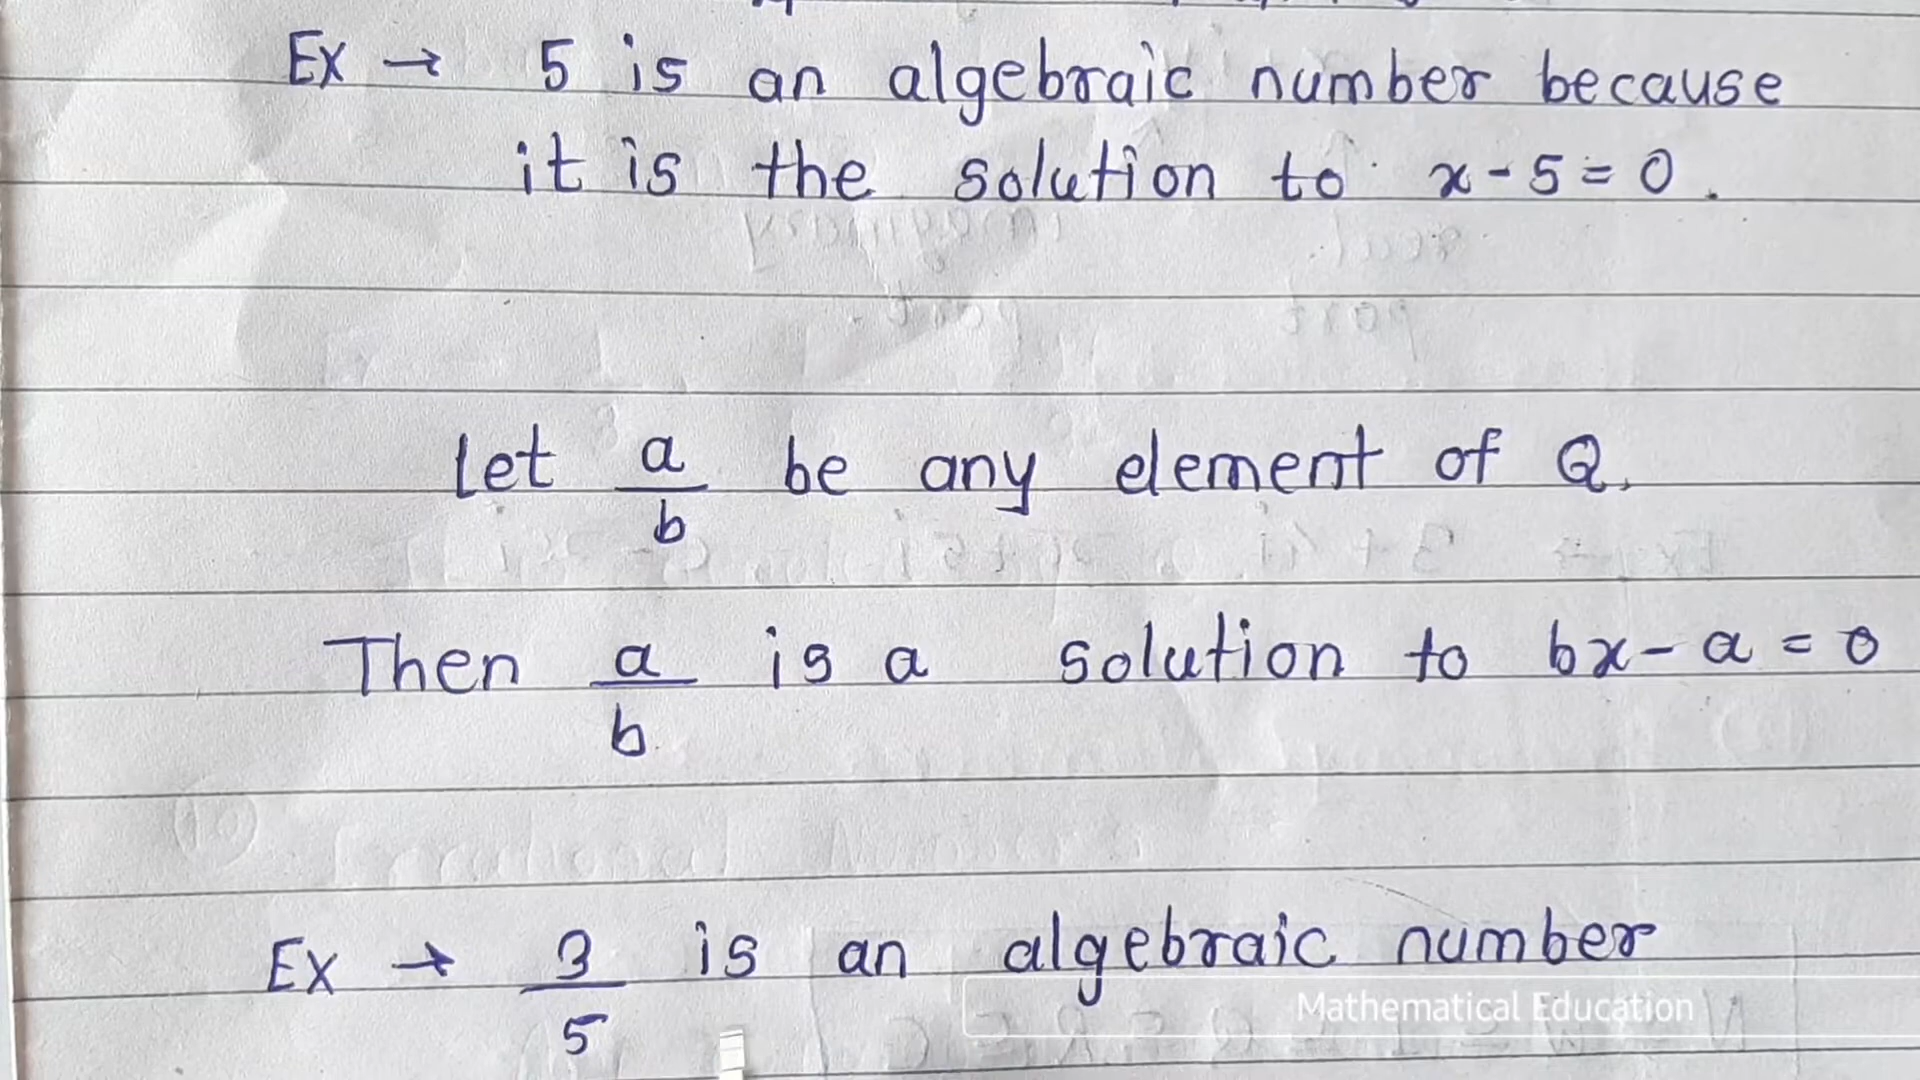 Ex → 5 is an algebraic number because
it is the solution to x - 5 = 0.
Let a/b be any element of Q.
Then a/b is a solution to bx - a = 0
Ex → 3/5 is an algebraic number
Mathematical Education